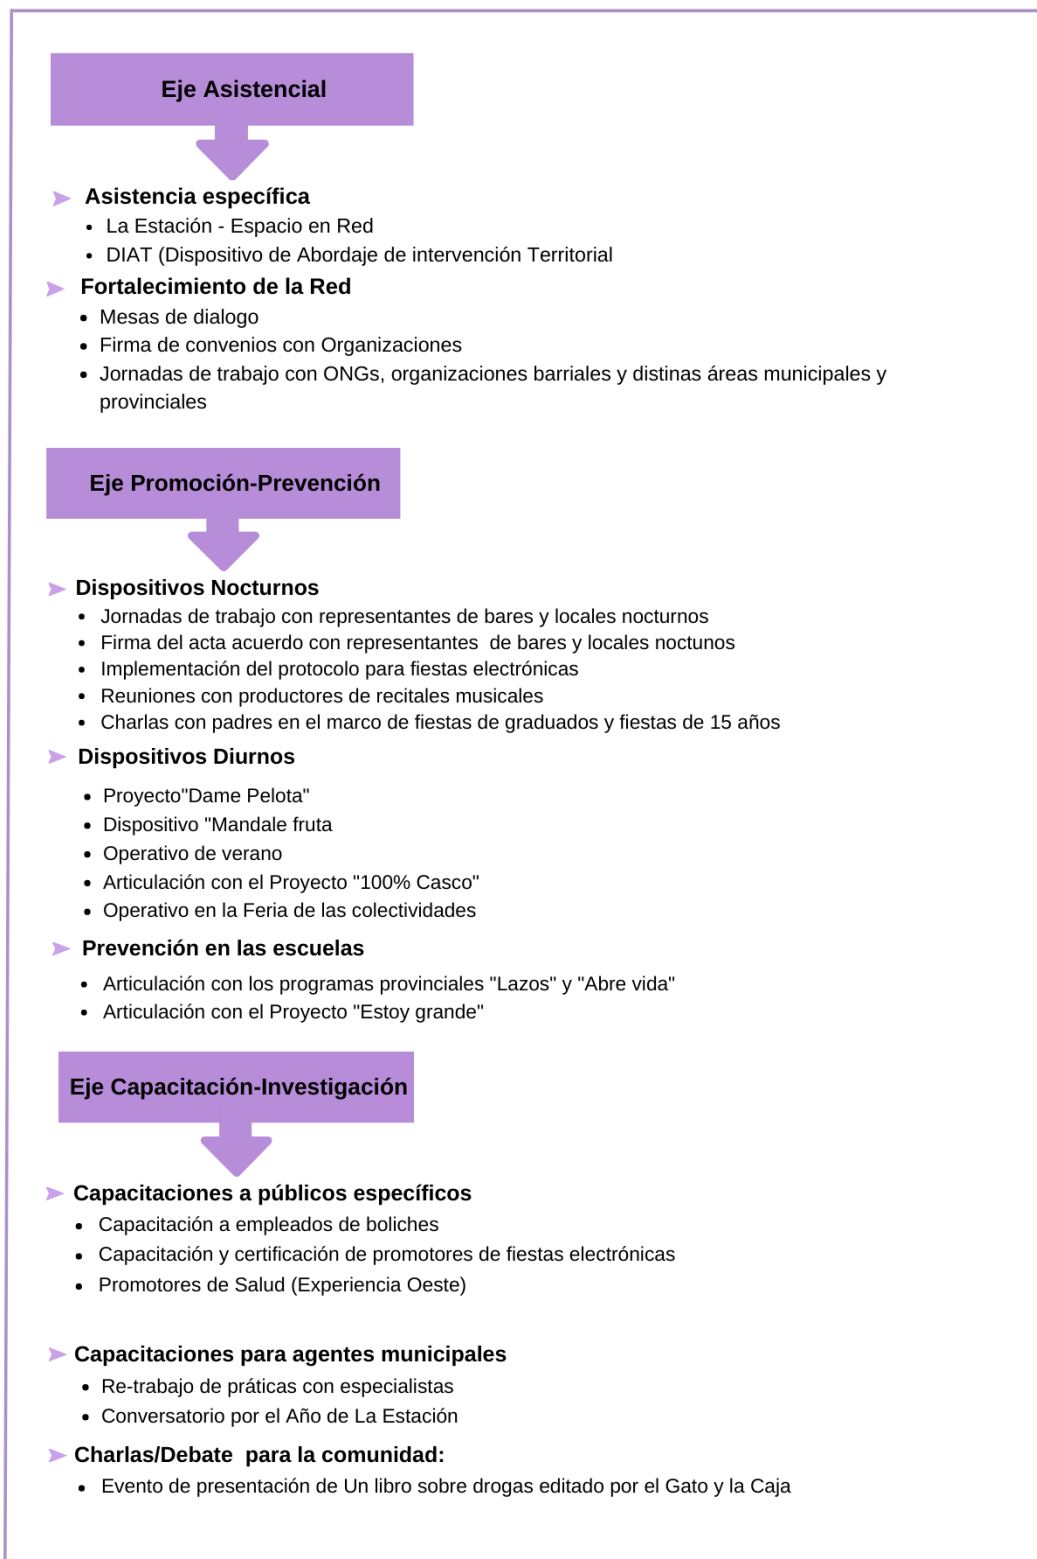 Eje Asistencial
Asistencia específica
La Estación - Espacio en Red
DIAT (Dispositivo de Abordaje de intervención Territorial
Fortalecimiento de la Red
Mesas de dialogo
Firma de convenios con Organizaciones
Jornadas de trabajo con ONGs, organizaciones barriales y distinas áreas municipales y
provinciales
Eje Promoción-Prevención
Dispositivos Nocturnos
Jornadas de trabajo con representantes de bares y locales nocturnos
Firma del acta acuerdo con representantes  de bares y locales noctunos
Implementación del protocolo para fiestas electrónicas
Reuniones con productores de recitales musicales
Charlas con padres en el marco de fiestas de graduados y fiestas de 15 años
Dispositivos Diurnos
Proyecto"Dame Pelota"
Dispositivo "Mandale fruta
Operativo de verano
Articulación con el Proyecto "100% Casco"
Operativo en la Feria de las colectividades
Prevención en las escuelas
Articulación con los programas provinciales "Lazos" y "Abre vida"
Articulación con el Proyecto "Estoy grande"
Eje Capacitación-Investigación
Capacitaciones a públicos específicos
Capacitación a empleados de boliches
Capacitación y certificación de promotores de fiestas electrónicas
Promotores de Salud (Experiencia Oeste)
Capacitaciones para agentes municipales
Re-trabajo de práticas con especialistas
Conversatorio por el Año de La Estación
Charlas/Debate  para la comunidad:
Evento de presentación de Un libro sobre drogas editado por el Gato y la Caja